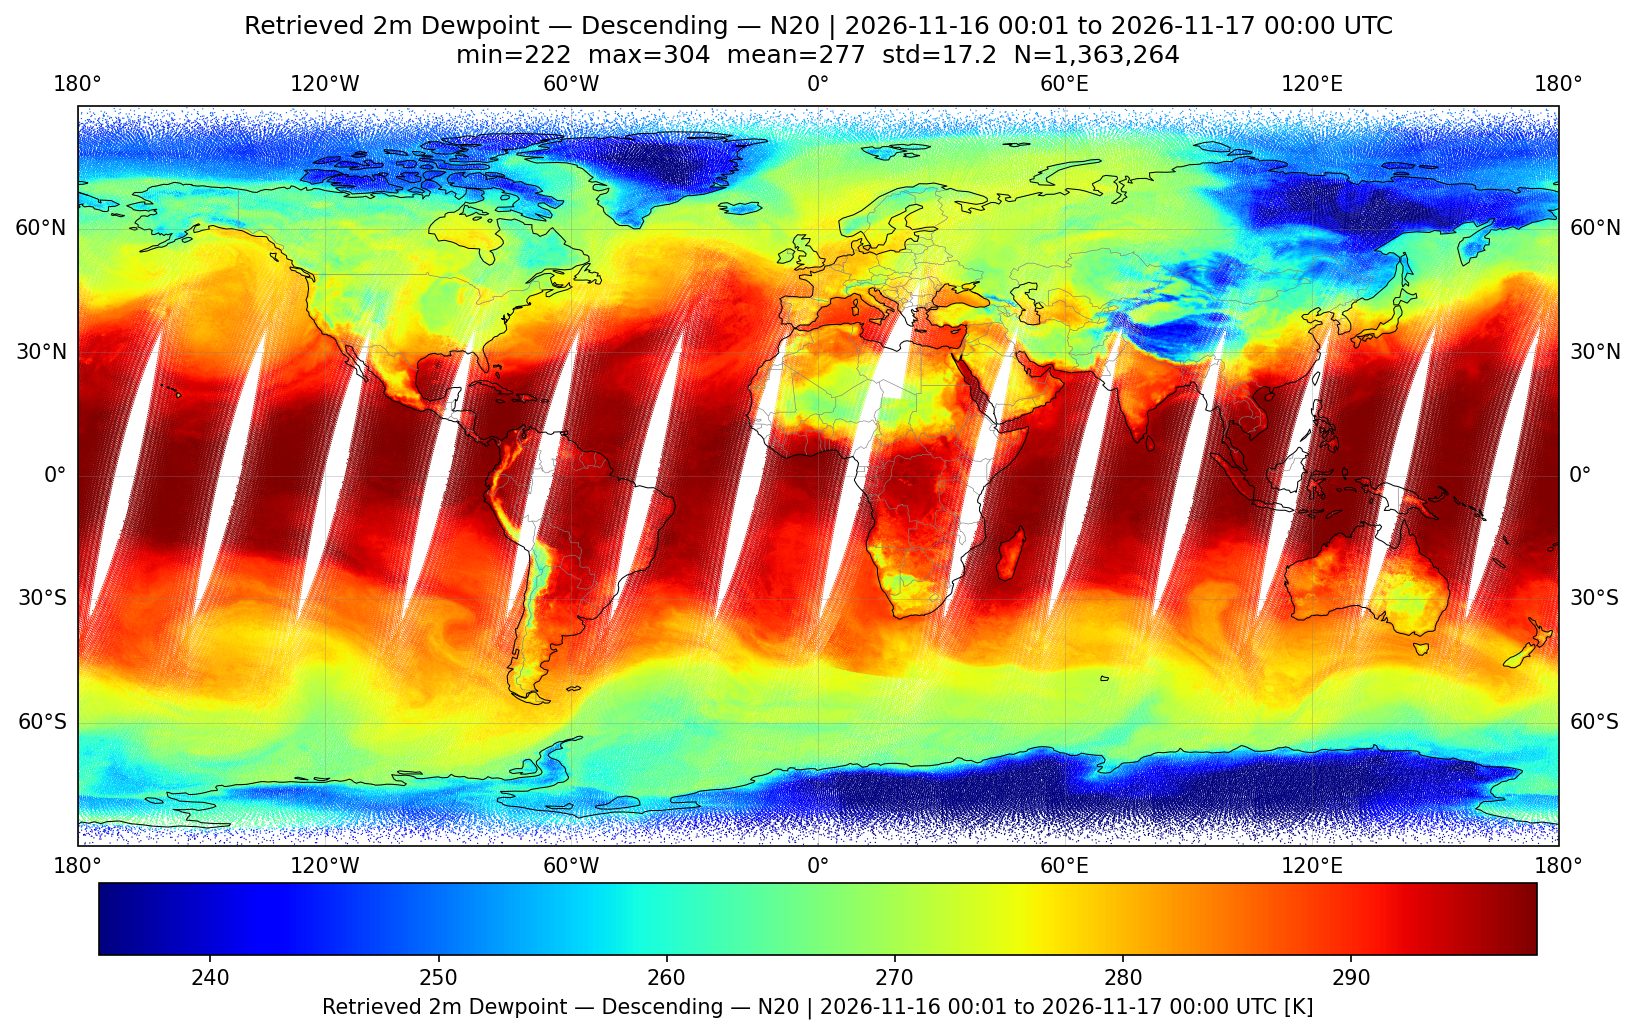 Retrieved 2m Dewpoint — Descending — N20 | 2026-11-16 00:01 to 2026-11-17 00:00 UTC
min=222  max=304  mean=277  std=17.2  N=1,363,264
180° 120°W 60°W 0° 60°E 120°E 180°
60°N 60°N
30°N 30°N
0° 0°
30°S 30°S
60°S 60°S
180° 120°W 60°W 0° 60°E 120°E 180°
240 250 260 270 280 290
Retrieved 2m Dewpoint — Descending — N20 | 2026-11-16 00:01 to 2026-11-17 00:00 UTC [K]